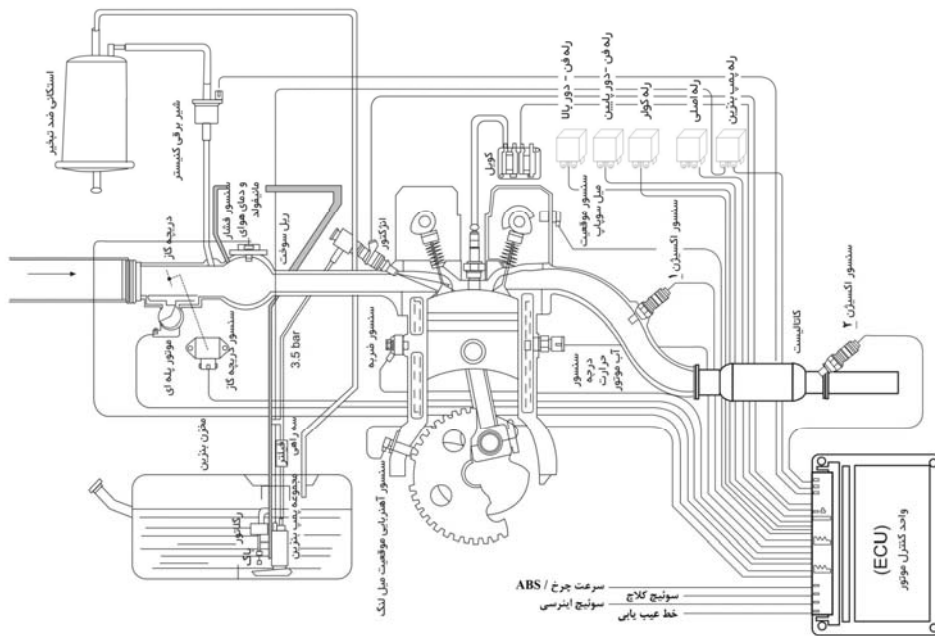 استکانی ضد تبخیر
شیر برقی کنیستر
دریچه گاز
سنسور فشار
و دمای هوای
مانیفولد
ریل سوخت
انژکتور
کویل
رله فن - دور بالا
رله فن - دور پایین
رله کولر
رله اصلی
رله پمپ بنزین
سنسور موقعیت
میل سوپاپ
سنسور اکسیژن ۱
سنسور اکسیژن ۲
کاتالیست
موتور پله ای
سنسور دریچه گاز
3.5 bar
سنسور ضربه
سنسور
درجه
حرارت
آب موتور
مخزن بنزین
سه راهی
فیلتر
مجموعه پمپ بنزین
رگلاتور
باک
سنسور آهنربایی موقعیت میل لنگ
واحد کنترل موتور
(ECU)
سرعت چرخ / ABS
سوئیچ کلاچ
سوئیچ اینرسی
خط عیب یابی